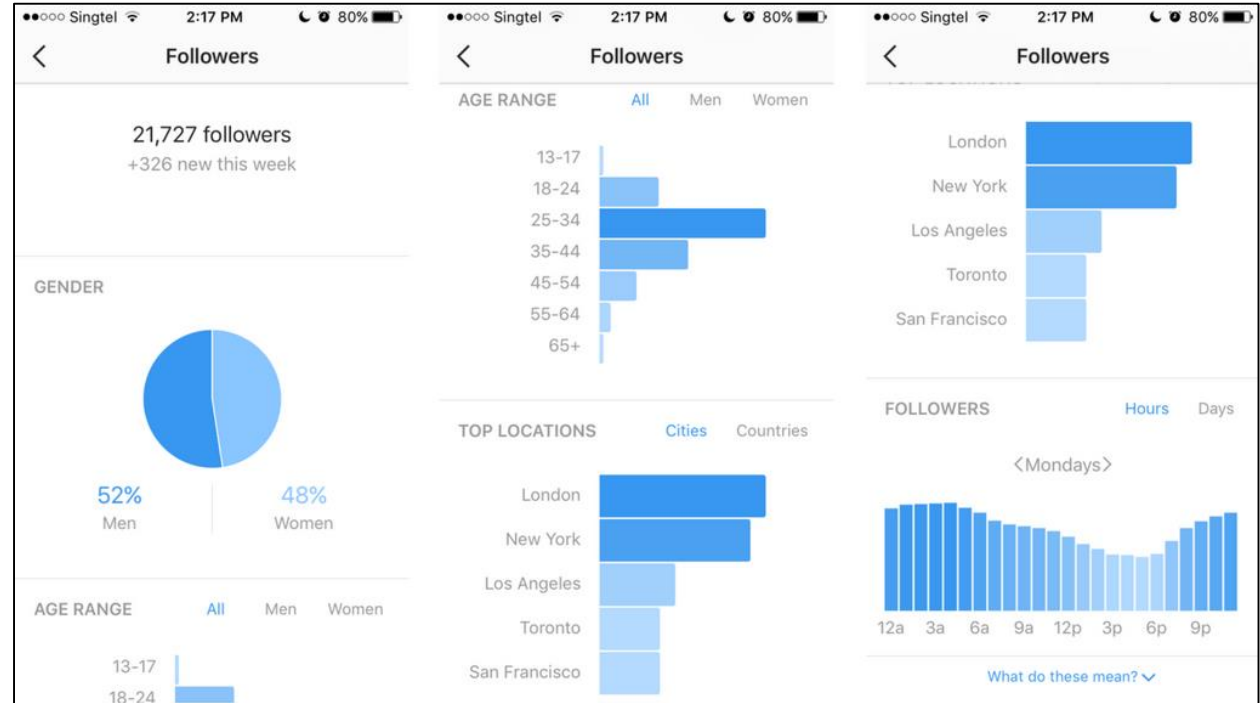 ●●○○○ Singtel 2:17 PM 80%
Followers
21,727 followers
+326 new this week
GENDER
52%
Men
48%
Women
AGE RANGE All Men Women
13-17
18-24
●●○○○ Singtel 2:17 PM 80%
Followers
AGE RANGE All Men Women
13-17
18-24
25-34
35-44
45-54
55-64
65+
TOP LOCATIONS Cities Countries
London
New York
Los Angeles
Toronto
San Francisco
●●○○○ Singtel 2:17 PM 80%
Followers
London
New York
Los Angeles
Toronto
San Francisco
FOLLOWERS Hours Days
<Mondays>
12a 3a 6a 9a 12p 3p 6p 9p
What do these mean?